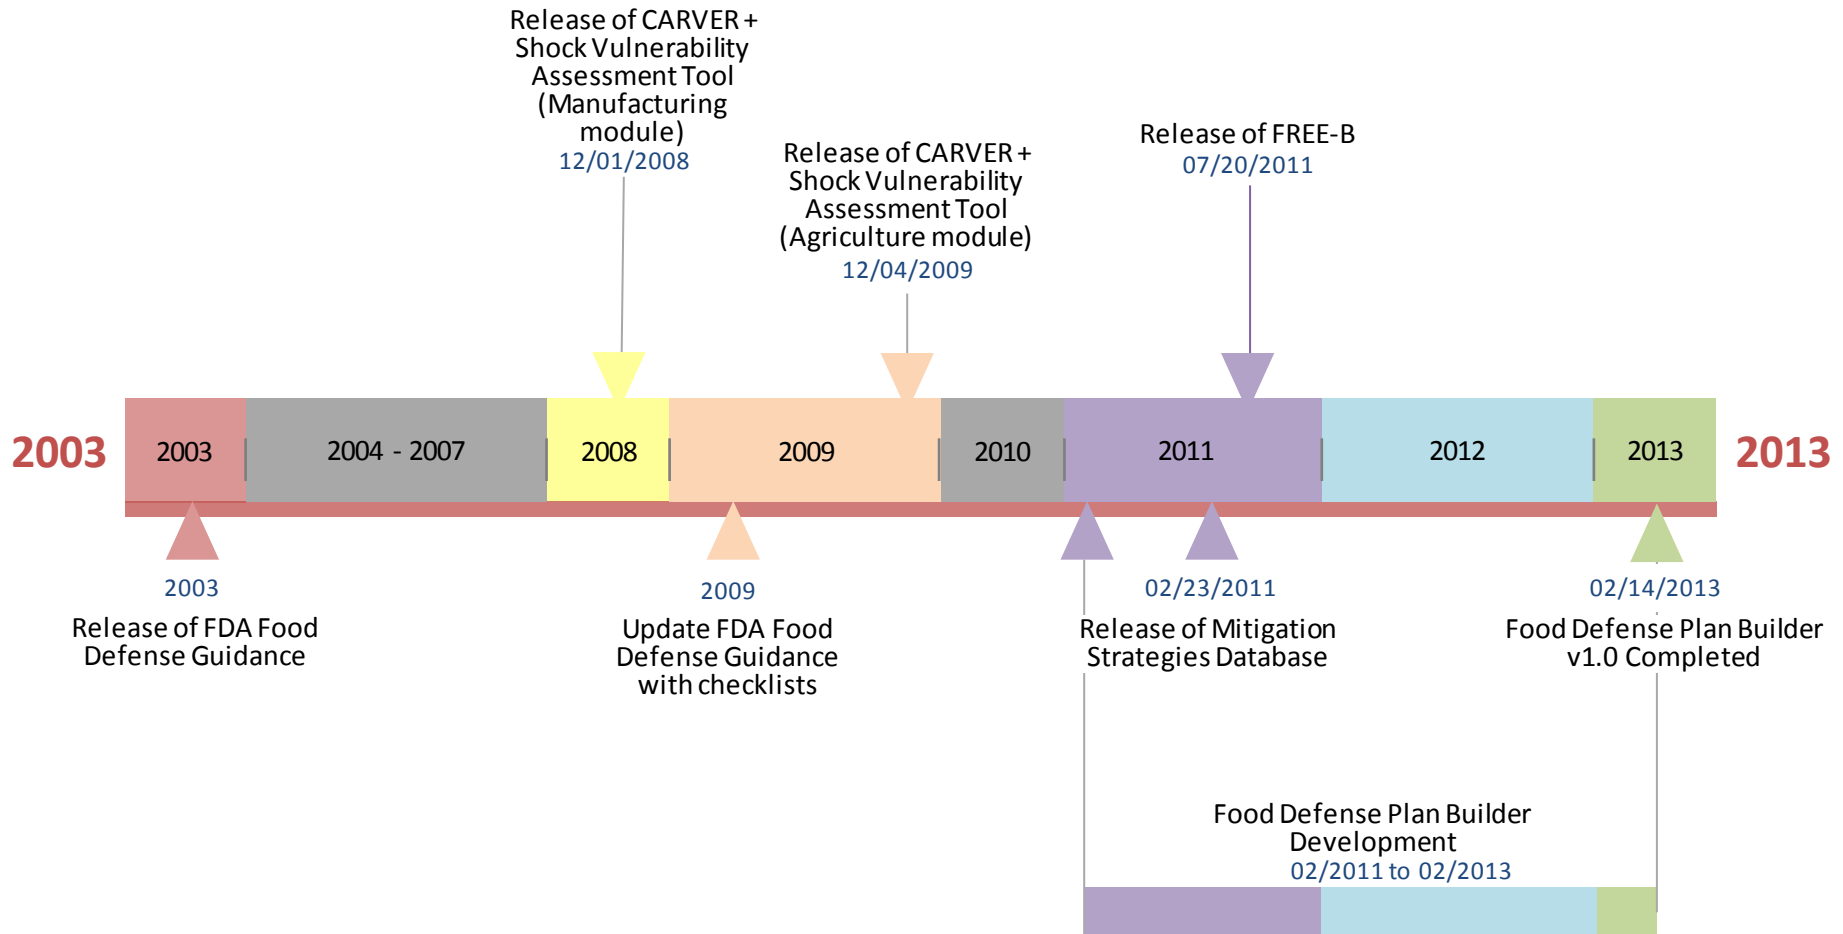 Release of CARVER +
Shock Vulnerability
Assessment Tool
(Manufacturing
module)
12/01/2008
Release of CARVER +
Shock Vulnerability
Assessment Tool
(Agriculture module)
12/04/2009
Release of FREE-B
07/20/2011
2003
2003
2004 - 2007
2008
2009
2010
2011
2012
2013
2013
2003
Release of FDA Food
Defense Guidance
2009
Update FDA Food
Defense Guidance
with checklists
02/23/2011
Release of Mitigation
Strategies Database
02/14/2013
Food Defense Plan Builder
v1.0 Completed
Food Defense Plan Builder
Development
02/2011 to 02/2013